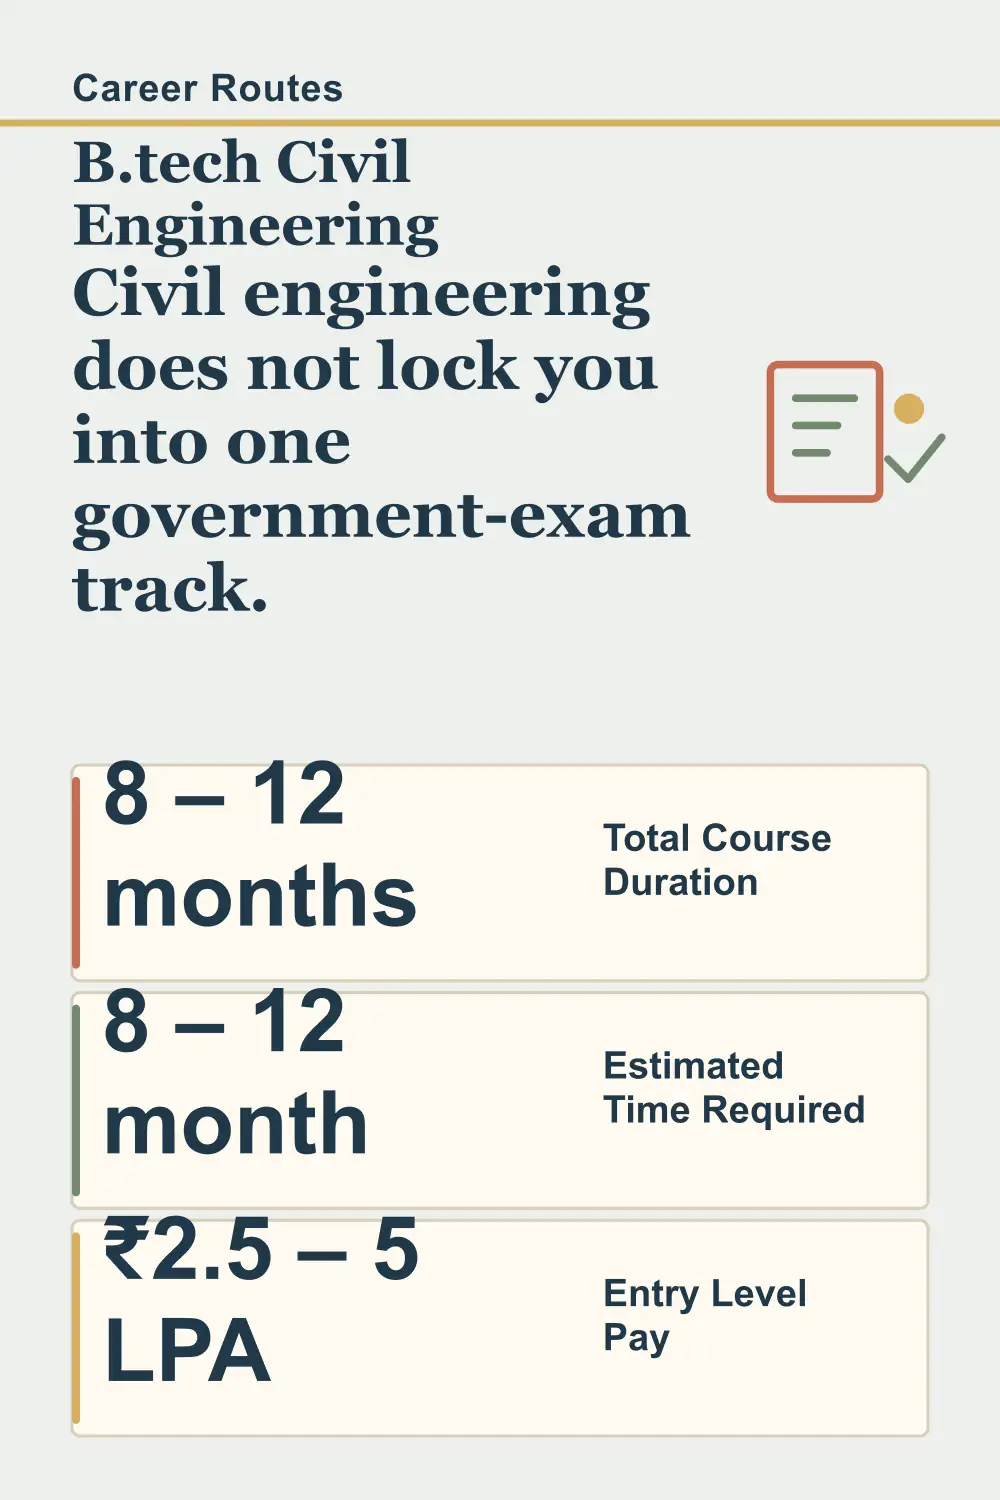 Career Routes
B.tech Civil
Engineering
Civil engineering
does not lock you
into one
government-exam
track.
8 – 12
months
Total Course
Duration
8 – 12
month
Estimated
Time Required
₹2.5 – 5
LPA
Entry Level
Pay